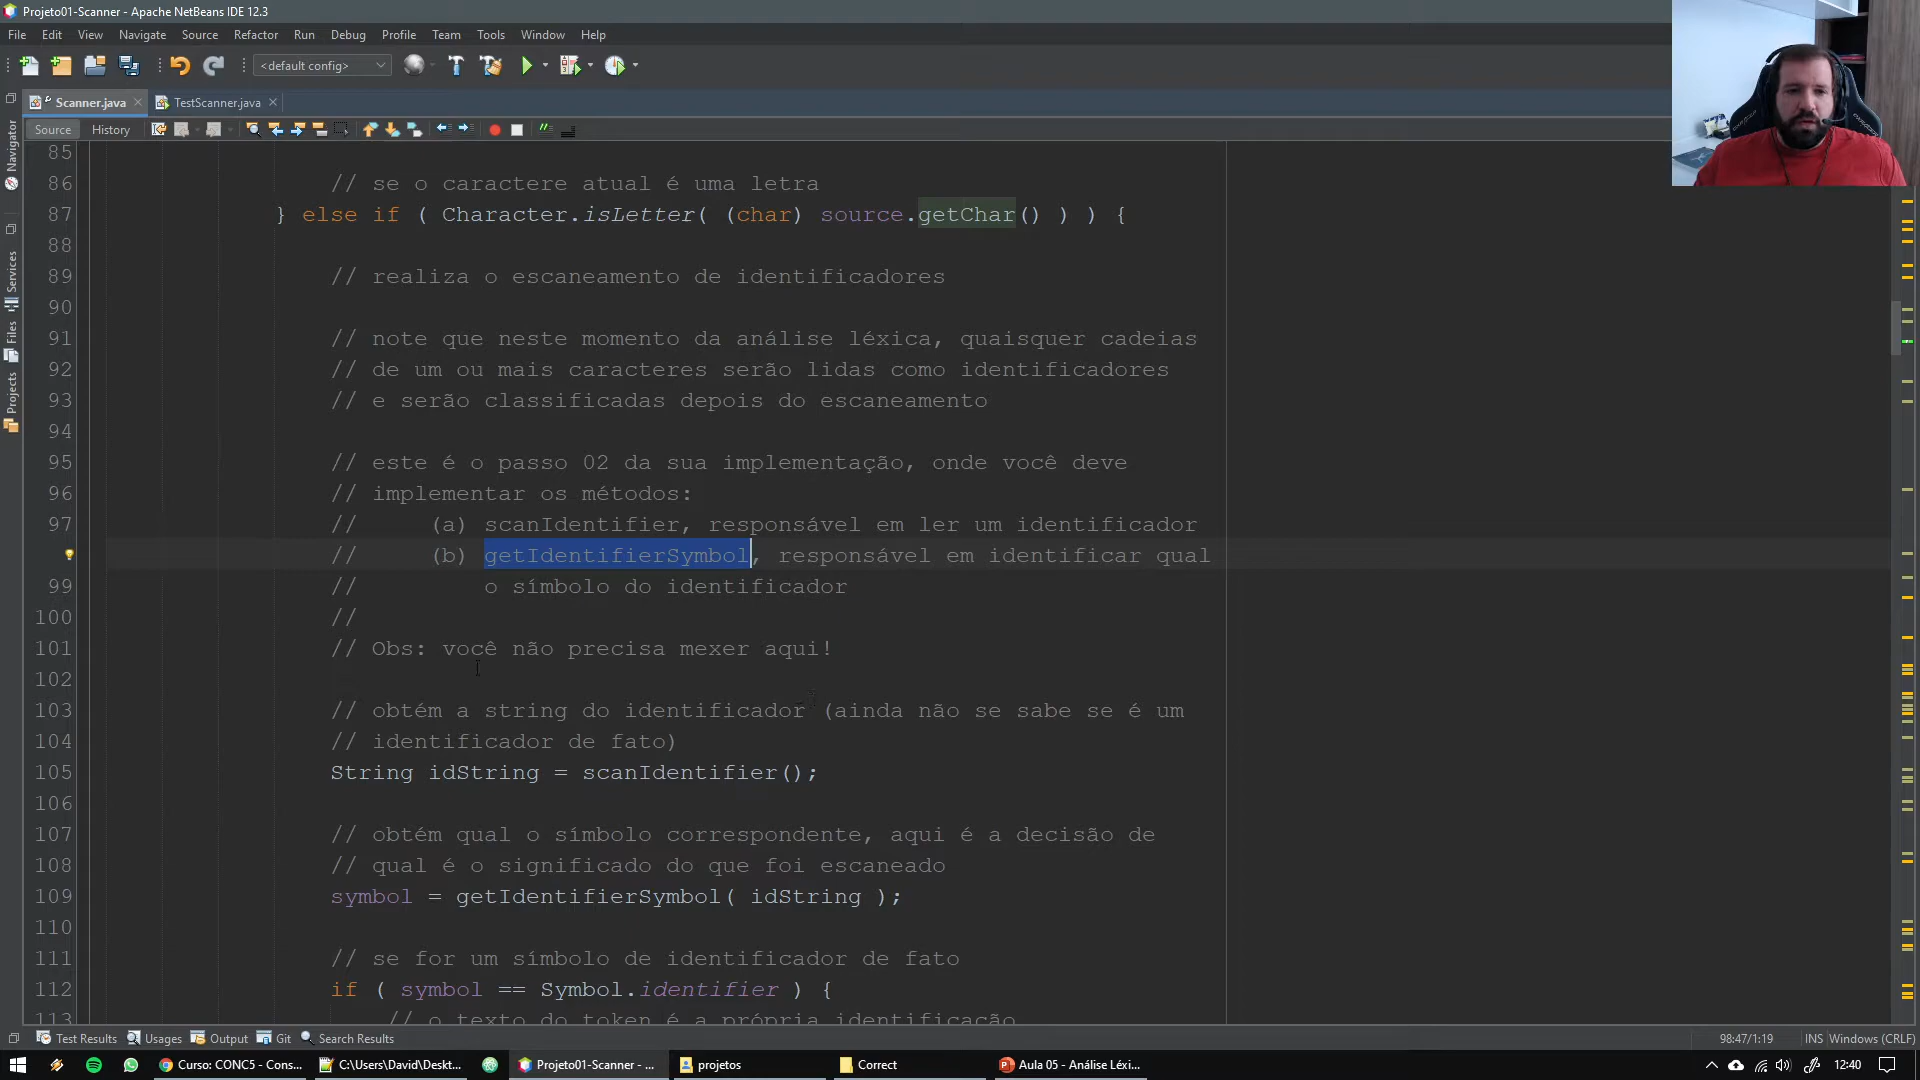 Projeto01-Scanner - Apache NetBeans IDE 12.3
File Edit View Navigate Source Refactor Run Debug Profile Team Tools Window Help
<default config>
Scanner.java TestScanner.java
Source History
Navigator
Services
Files
Projects
85
86 // se o caractere atual é uma letra
87 } else if ( Character.isLetter( (char) source.getChar() ) ) {
88
89 // realiza o escaneamento de identificadores
90
91 // note que neste momento da análise léxica, quaisquer cadeias
92 // de um ou mais caracteres serão lidas como identificadores
93 // e serão classificadas depois do escaneamento
94
95 // este é o passo 02 da sua implementação, onde você deve
96 // implementar os métodos:
97 // (a) scanIdentifier, responsável em ler um identificador
// (b) getIdentifierSymbol, responsável em identificar qual
99 // o símbolo do identificador
100 //
101 // Obs: você não precisa mexer aqui!
102
103 // obtém a string do identificador (ainda não se sabe se é um
104 // identificador de fato)
105 String idString = scanIdentifier();
106
107 // obtém qual o símbolo correspondente, aqui é a decisão de
108 // qual é o significado do que foi escaneado
109 symbol = getIdentifierSymbol( idString );
110
111 // se for um símbolo de identificador de fato
112 if ( symbol == Symbol.identifier ) {
113 // o texto do token é a própria identificação
Test Results Usages Output Git Search Results
98:47/1:19 INS Windows (CRLF)
Curso: CONC5 - Cons... C:\Users\David\Deskt... Projeto01-Scanner - ... projetos Correct Aula 05 - Análise Léxi... 12:40